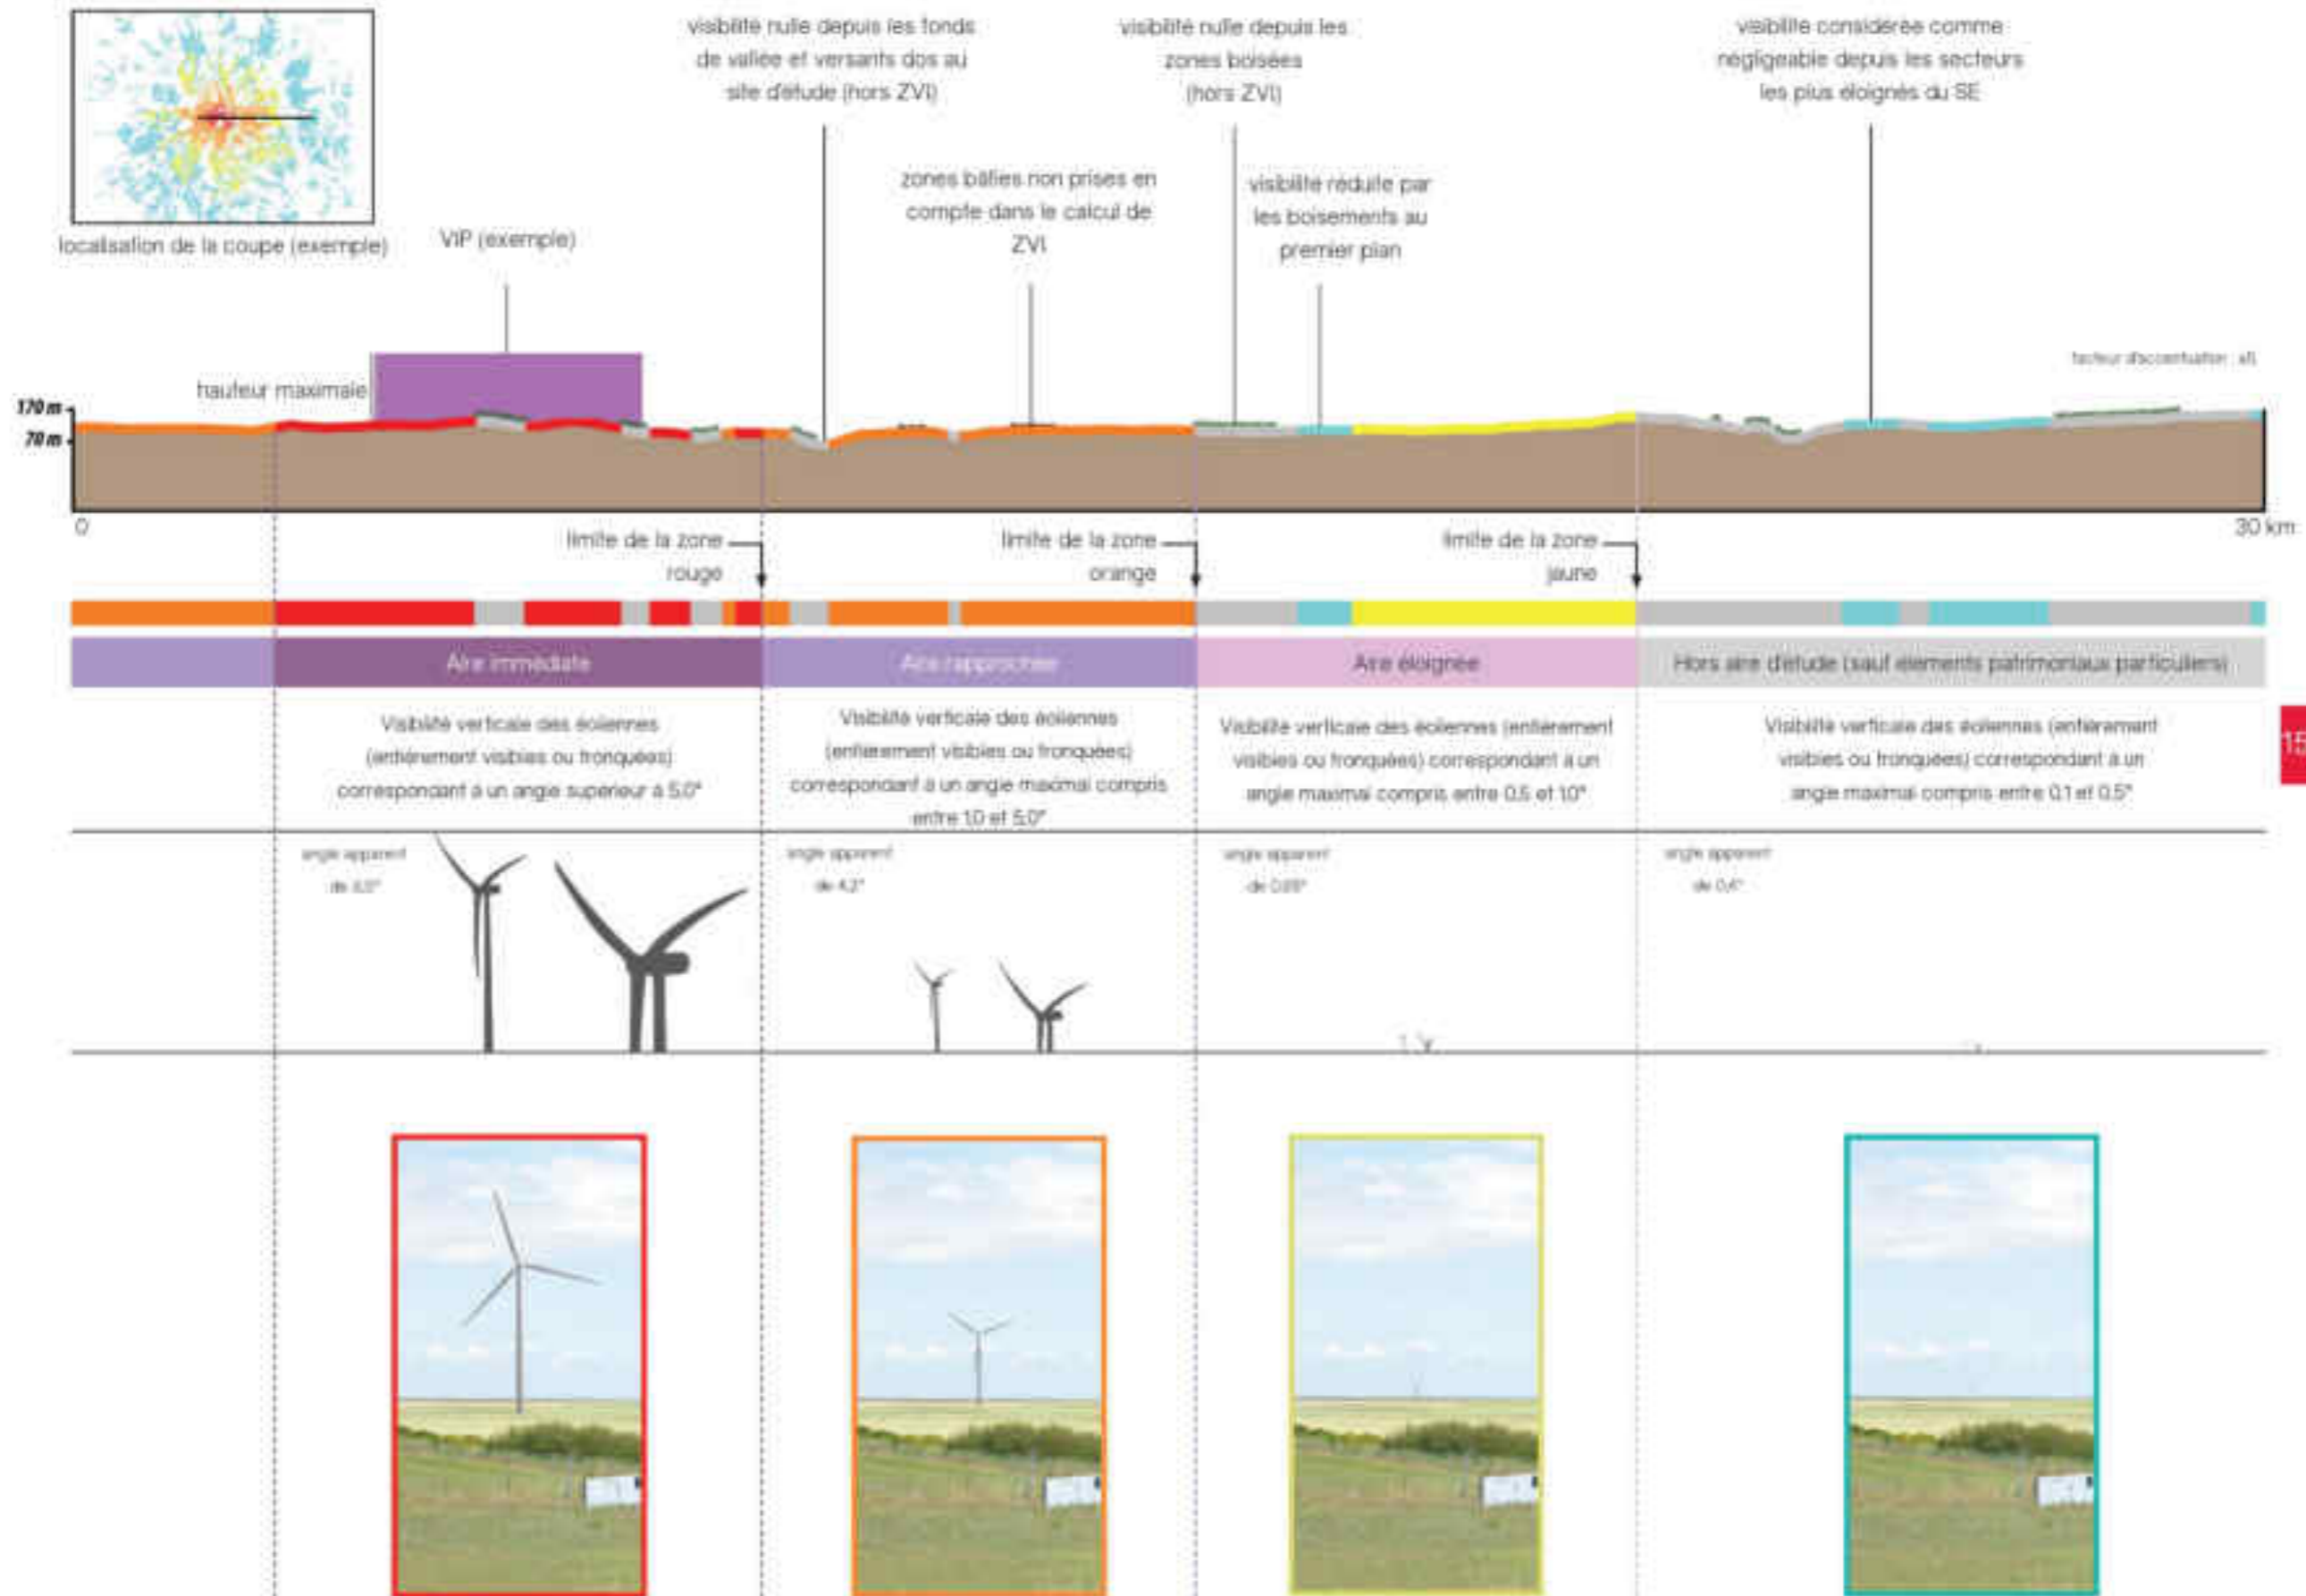 visibilité nulle depuis les fonds
de vallée et versants dos au
site d'étude (hors ZVI)
visibilité nulle depuis les
zones boisées
(hors ZVI)
visibilité considérée comme
négligeable depuis les secteurs
les plus éloignés du SE
zones bâties non prises en
compte dans le calcul de
ZVI
visibilité réduite par
les boisements au
premier plan
localisation de la coupe (exemple)
VIP (exemple)
hauteur maximale
facteur d'accentuation :
170 m
70 m
0
30 km
limite de la zone
rouge
limite de la zone
orange
limite de la zone
jaune
Aire immédiate
Aire rapprochée
Aire éloignée
Hors aire d'étude (sauf éléments patrimoniaux particuliers)
15
Visibilité verticale des éoliennes
(entièrement visibles ou tronquées)
correspondant à un angle supérieur à 5,0°
Visibilité verticale des éoliennes
(entièrement visibles ou tronquées)
correspondant à un angle maximal compris
entre 1,0 et 5,0°
Visibilité verticale des éoliennes (entièrement
visibles ou tronquées) correspondant à un
angle maximal compris entre 0,5 et 1,0°
Visibilité verticale des éoliennes (entièrement
visibles ou tronquées) correspondant à un
angle maximal compris entre 0,1 et 0,5°
angle apparent
de
angle apparent
de 4,2°
angle apparent
de
angle apparent
de 0,4°